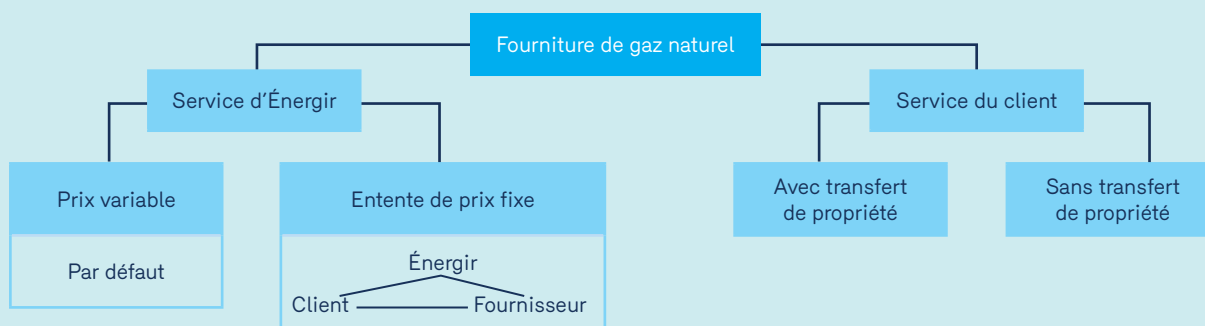 Fourniture de gaz naturel
Service d'Énergir
Service du client
Prix variable
Par défaut
Entente de prix fixe
Énergir
Client
Fournisseur
Avec transfert
de propriété
Sans transfert
de propriété